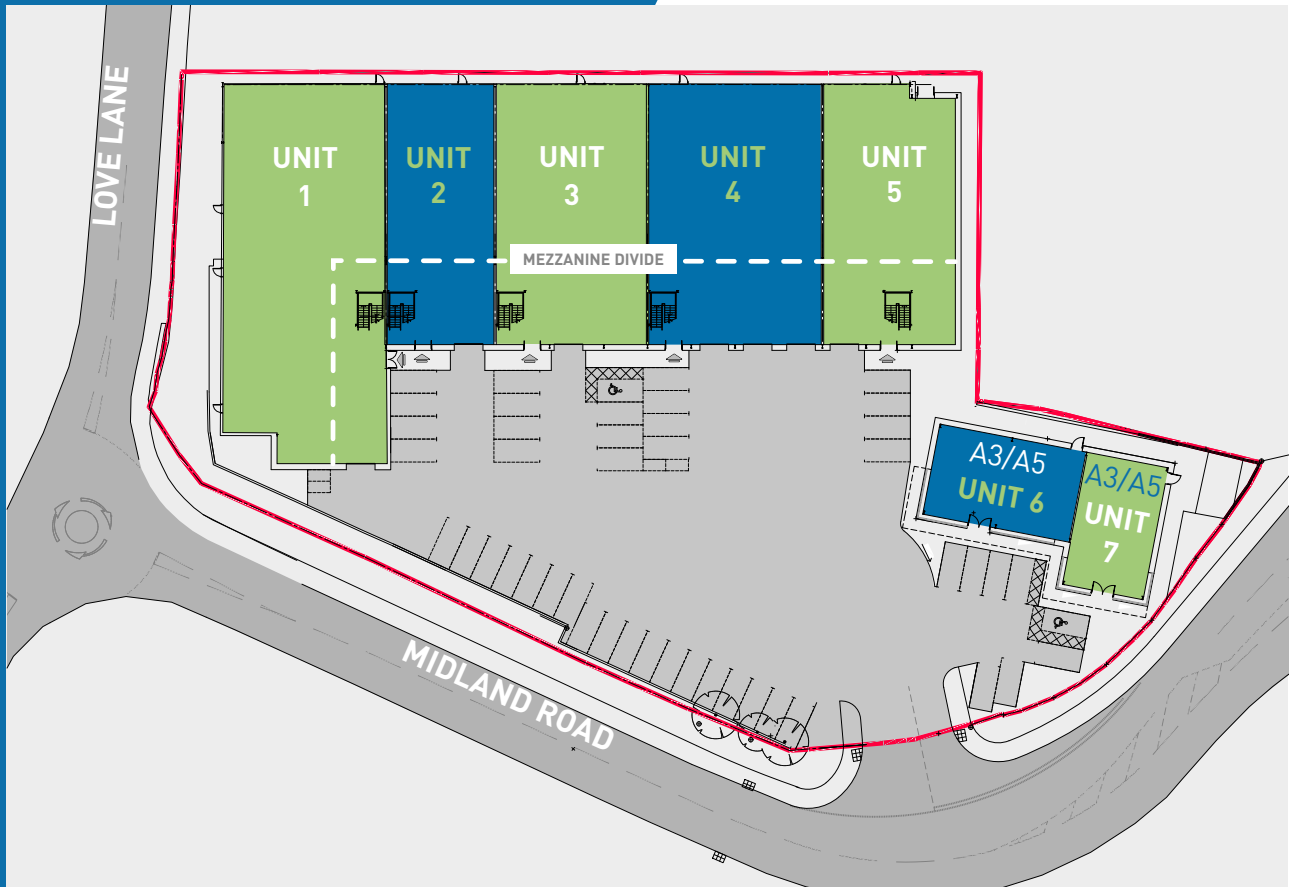 LOVE LANE
UNIT
1
UNIT
2
UNIT
3
UNIT
4
UNIT
5
MEZZANINE DIVIDE
A3/A5
UNIT 6
A3/A5
UNIT
7
MIDLAND ROAD